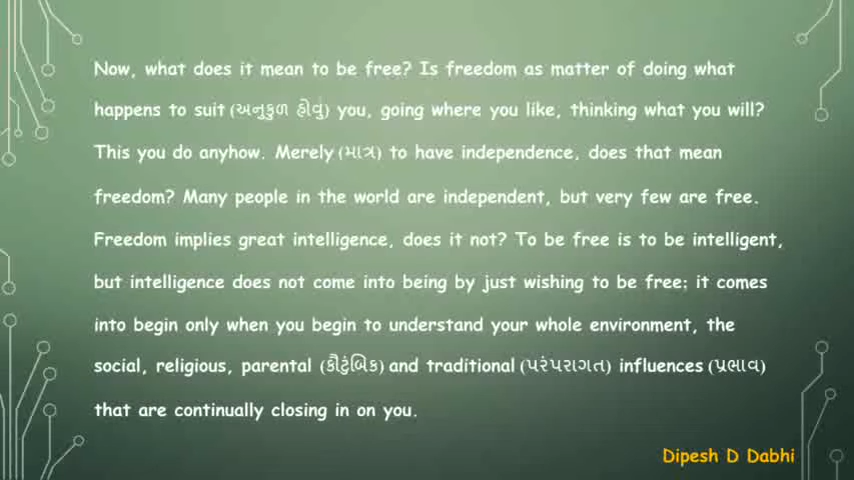 Now, what does it mean to be free? Is freedom as matter of doing what
happens to suit (અનુકુળ હોવું) you, going where you like, thinking what you will?
This you do anyhow. Merely (માત્ર) to have independence, does that mean
freedom? Many people in the world are independent, but very few are free.
Freedom implies great intelligence, does it not? To be free is to be intelligent,
but intelligence does not come into being by just wishing to be free; it comes
into begin only when you begin to understand your whole environment, the
social, religious, parental (કૌટુંબિક) and traditional (પરંપરાગત) influences (પ્રભાવ)
that are continually closing in on you.
Dipesh D Dabhi